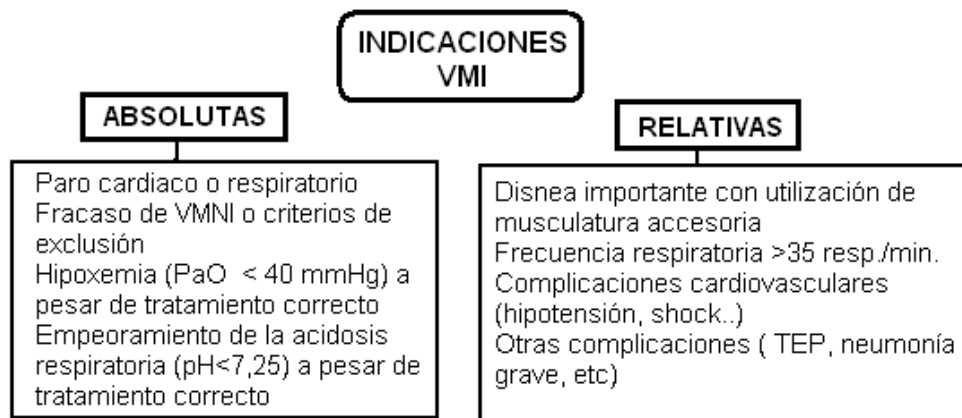 INDICACIONES
VMI
ABSOLUTAS
Paro cardiaco o respiratorio
Fracaso de VMNI o criterios de
exclusión
Hipoxemia (PaO < 40 mmHg) a
pesar de tratamiento correcto
Empeoramiento de la acidosis
respiratoria (pH<7,25) a pesar de
tratamiento correcto
RELATIVAS
Disnea importante con utilización de
musculatura accesoria
Frecuencia respiratoria >35 resp./min.
Complicaciones cardiovasculares
(hipotensión, shock..)
Otras complicaciones ( TEP, neumonía
grave, etc)